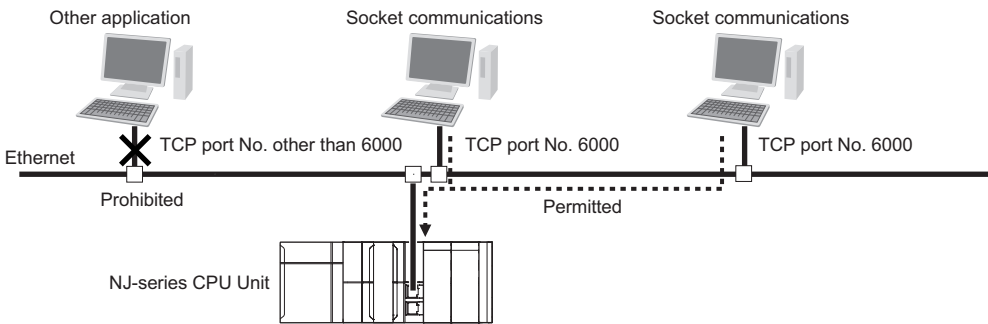 Other application
Socket communications
Socket communications
TCP port No. other than 6000
TCP port No. 6000
TCP port No. 6000
Ethernet
Prohibited
Permitted
NJ-series CPU Unit